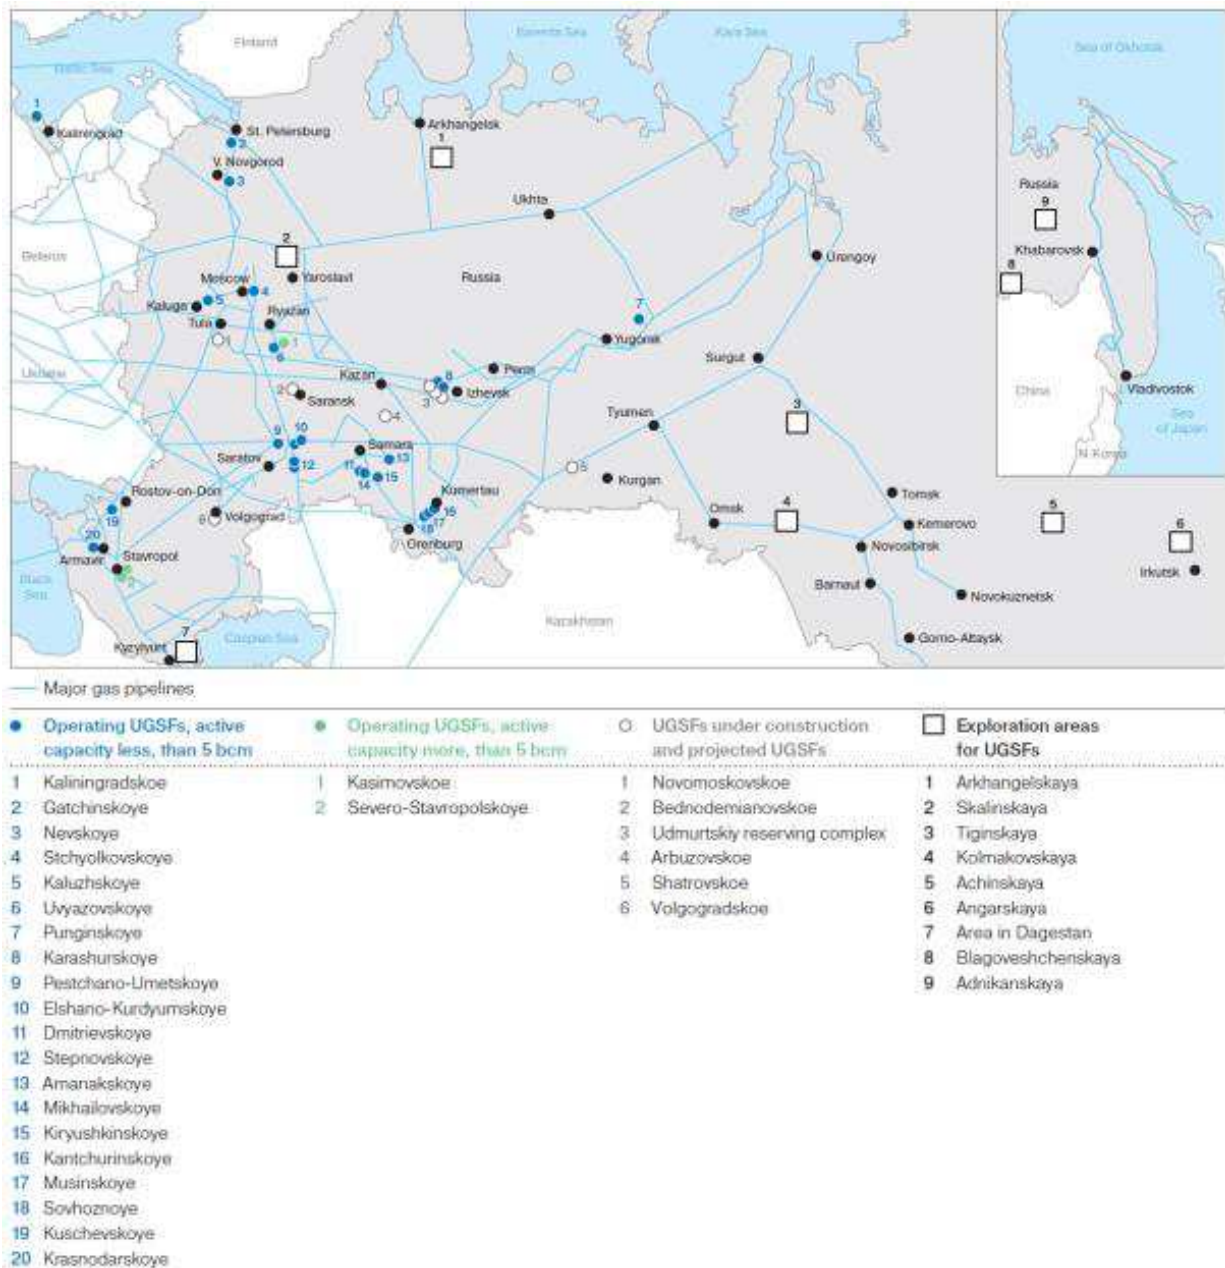 Finland
Barents Sea
Kara Sea
Sea of Okhotsk
Baltic Sea
1
Kaliningrad
St. Petersburg
2
V. Novgorod
3
Arkhangelsk
1
Ukhta
Russia
9
Khabarovsk
8
Belarus
2
Yaroslavl
Moscow
4
Russia
Urengoy
Kaluga
5
Tula
Ryazan
1
1
6
7
Yugorsk
Ukraine
Kazan
8
Perm
Surgut
China
Vladivostok
2
Saransk
3
Izhevsk
4
Tyumen
3
Sea
of Japan
9
10
Samara
13
N. Korea
Saratov
12
11
14
15
5
Kurgan
Rostov-on-Don
Kumertau
Tomsk
19
6
Volgograd
16
17
18
Omsk
4
Kemerovo
5
6
20
Orenburg
Novosibirsk
Armavir
Stavropol
2
Irkutsk
Black
Sea
Barnaul
Novokuznetsk
Kazakhstan
7
Caspian Sea
Gorno-Altaysk
Kyzylyurt
Major gas pipelines
Operating UGSFs, active
capacity less, than 5 bcm
1 Kaliningradskoe
2 Gatchinskoye
3 Nevskoye
4 Stchyolkovskoye
5 Kaluzhskoye
6 Uvyazovskoye
7 Punginskoye
8 Karashurskoye
9 Pestchano-Umetskoye
10 Elshano-Kurdyumskoye
11 Dmitrievskoye
12 Stepnovskoye
13 Amanakskoye
14 Mikhailovskoye
15 Kiryushkinskoye
16 Kantchurinskoye
17 Musinskoye
18 Sovhoznoye
19 Kuschevskoye
20 Krasnodarskoye
Operating UGSFs, active
capacity more, than 5 bcm
1 Kasimovskoe
2 Severo-Stavropolskoye
UGSFs under construction
and projected UGSFs
1 Novomoskovskoe
2 Bednodemianovskoe
3 Udmurtskiy reserving complex
4 Arbuzovskoe
5 Shatrovskoe
6 Volgogradskoe
Exploration areas
for UGSFs
1 Arkhangelskaya
2 Skalinskaya
3 Tiginskaya
4 Kolmakovskaya
5 Achinskaya
6 Angarskaya
7 Area in Dagestan
8 Blagoveshchenskaya
9 Adnikanskaya